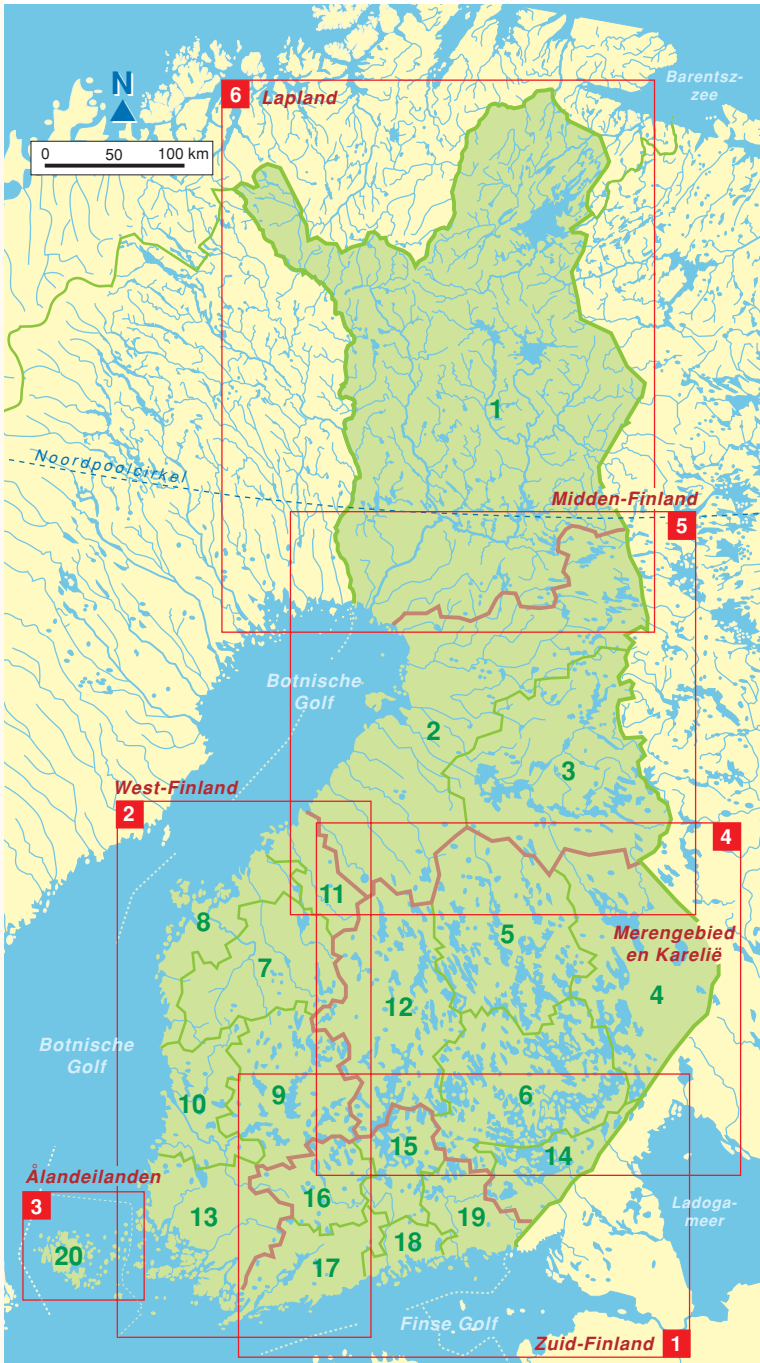 6 Lapland
Barentsz-
zee
N
0 50 100 km
1
Noordpoolcirkel
Midden-Finland
5
Botnische
Golf
2
3
West-Finland
2
4
11
8
5
7
Merengebied
en Karelië
4
12
Botnische
Golf
9
6
10
15
14
Ålandeilanden
3
16
13
19
Ladoga-
meer
18
20
17
Finse Golf
Zuid-Finland 1